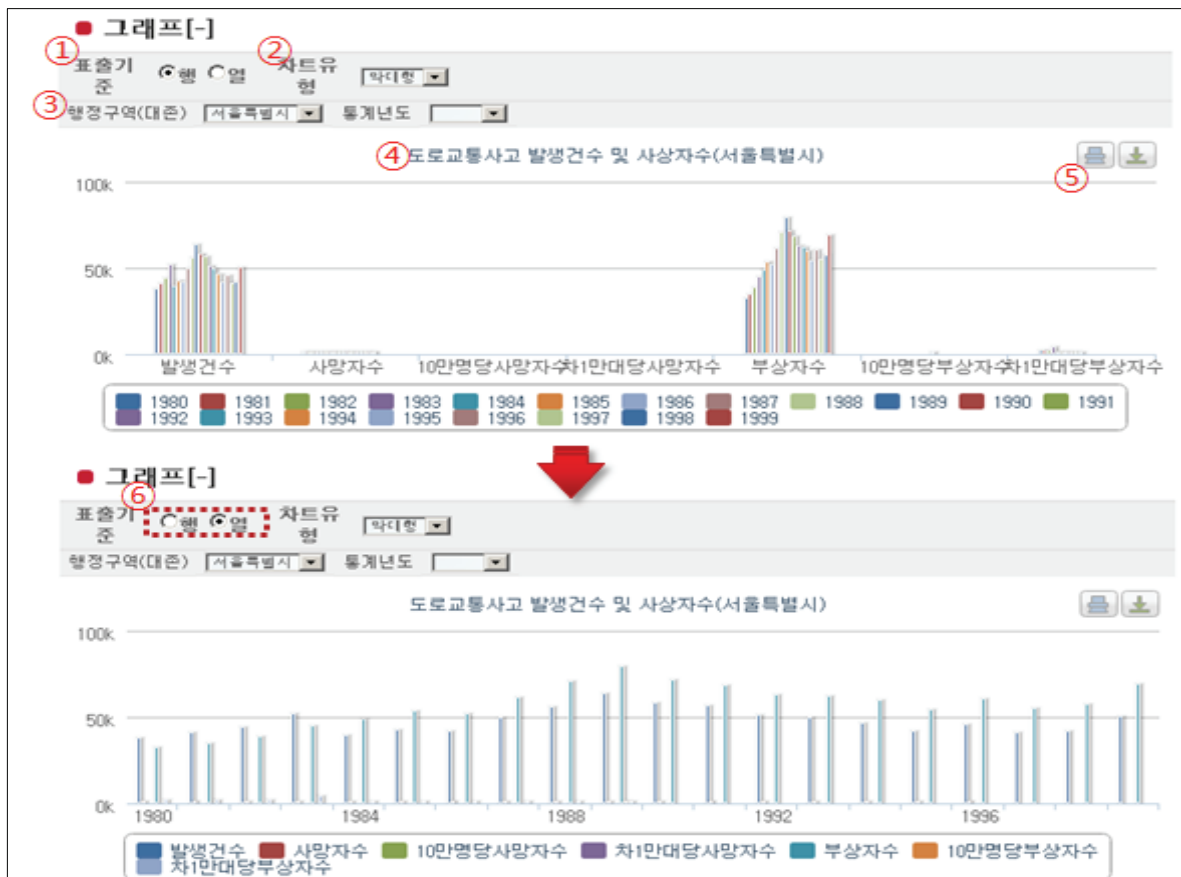 그래프[-]
① 표출기준 행 열 ② 차트유형 막대형
③ 행정구역(대존) 서울특별시 통계년도
④ 도로교통사고 발생건수 및 사상자수(서울특별시)
⑤
100k
50k
0k
발생건수 사망자수 10만명당사망자수 차1만대당사망자수 부상자수 10만명당부상자수 차1만대당부상자수
1980 1981 1982 1983 1984 1985 1986 1987 1988 1989 1990 1991
1992 1993 1994 1995 1996 1997 1998 1999
그래프[-]
⑥
표출기준 행 열 차트유형 막대형
행정구역(대존) 서울특별시 통계년도
도로교통사고 발생건수 및 사상자수(서울특별시)
100k
50k
0k
1980 1984 1988 1992 1996
발생건수 사망자수 10만명당사망자수 차1만대당사망자수 부상자수 10만명당부상자수
차1만대당부상자수